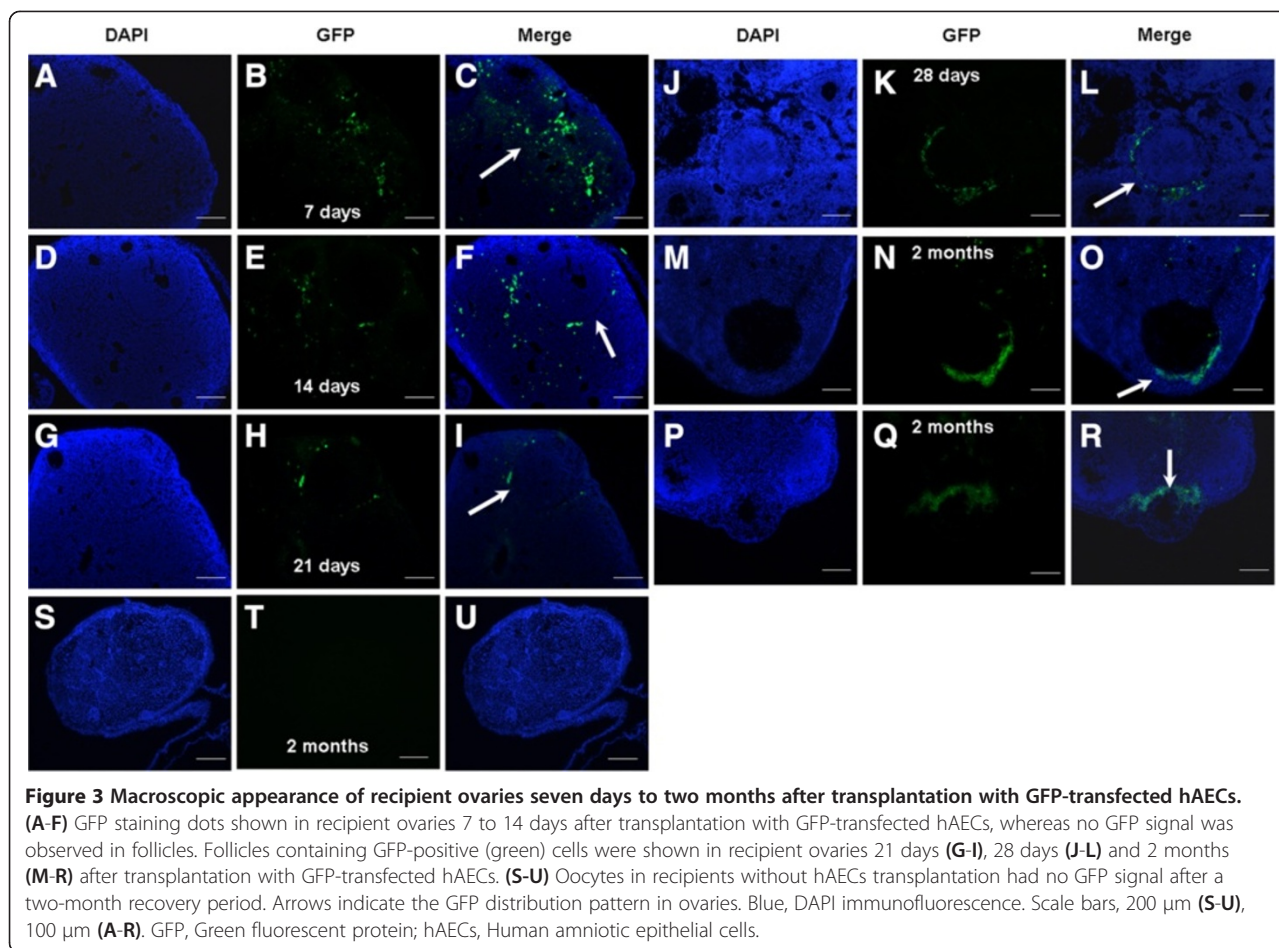 DAPI GFP Merge DAPI GFP Merge
A B C J K L
28 days
7 days
D E F M N O
2 months
14 days
G H I P Q R
2 months
21 days
S T U
2 months
Figure 3 Macroscopic appearance of recipient ovaries seven days to two months after transplantation with GFP-transfected hAECs.
(A-F) GFP staining dots shown in recipient ovaries 7 to 14 days after transplantation with GFP-transfected hAECs, whereas no GFP signal was
observed in follicles. Follicles containing GFP-positive (green) cells were shown in recipient ovaries 21 days (G-I), 28 days (J-L) and 2 months
(M-R) after transplantation with GFP-transfected hAECs. (S-U) Oocytes in recipients without hAECs transplantation had no GFP signal after a
two-month recovery period. Arrows indicate the GFP distribution pattern in ovaries. Blue, DAPI immunofluorescence. Scale bars, 200 μm (S-U),
100 μm (A-R). GFP, Green fluorescent protein; hAECs, Human amniotic epithelial cells.